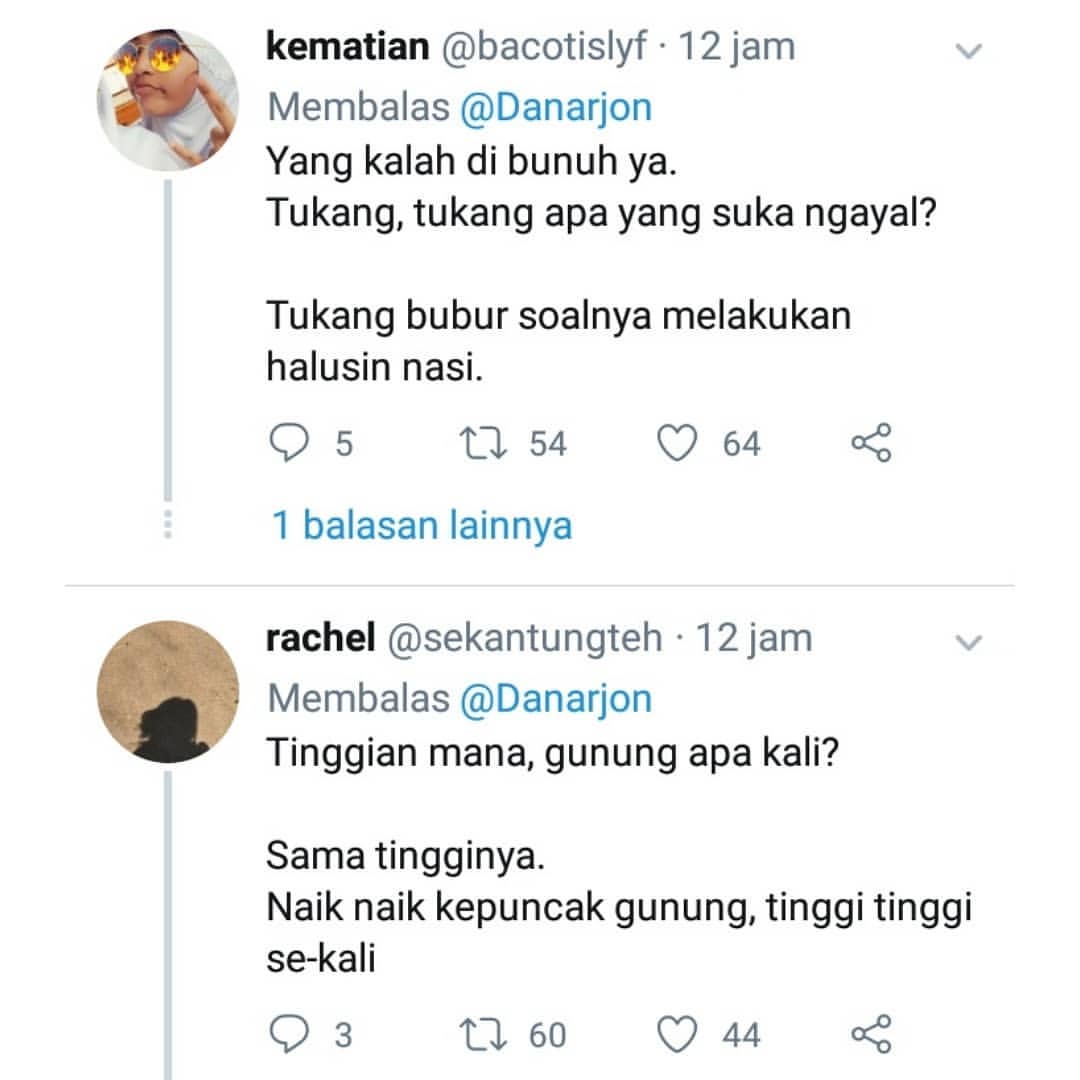 kematian @bacotislyf · 12 jam
Membalas @Danarjon
Yang kalah di bunuh ya.
Tukang, tukang apa yang suka ngayal?
Tukang bubur soalnya melakukan
halusin nasi.
5 54 64
1 balasan lainnya
rachel @sekantungteh · 12 jam
Membalas @Danarjon
Tinggian mana, gunung apa kali?
Sama tingginya.
Naik naik kepuncak gunung, tinggi tinggi
se-kali
3 60 44